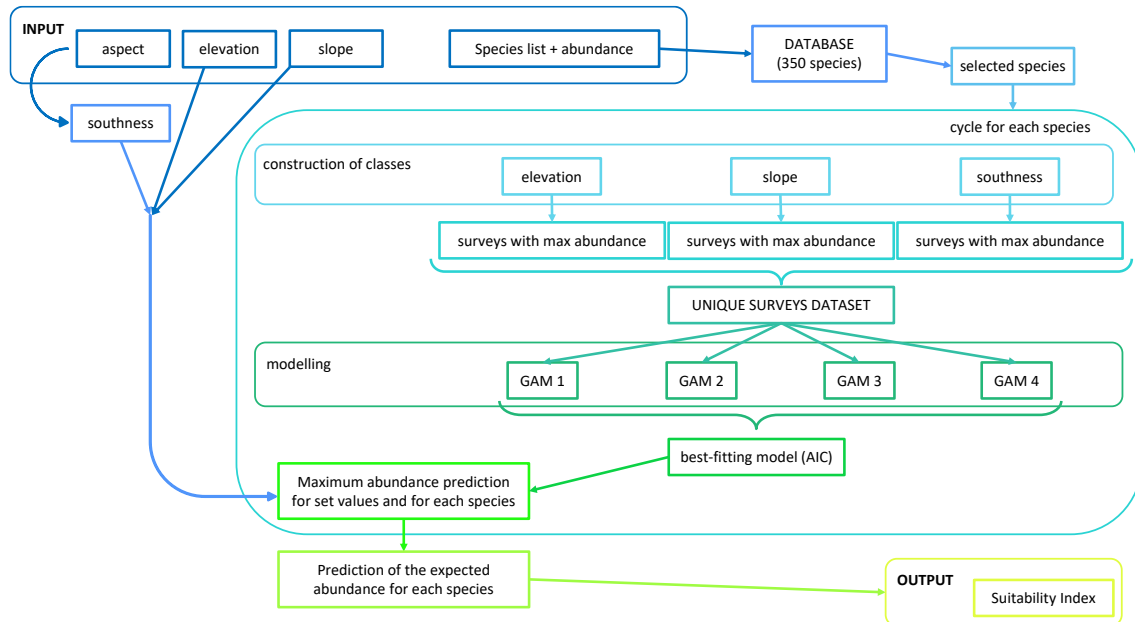 INPUT
aspect
elevation
slope
Species list + abundance
DATABASE
(350 species)
selected species
southness
cycle for each species
construction of classes
elevation
slope
southness
surveys with max abundance
surveys with max abundance
surveys with max abundance
UNIQUE SURVEYS DATASET
modelling
GAM 1
GAM 2
GAM 3
GAM 4
best-fitting model (AIC)
Maximum abundance prediction
for set values and for each species
Prediction of the expected
abundance for each species
OUTPUT
Suitability Index